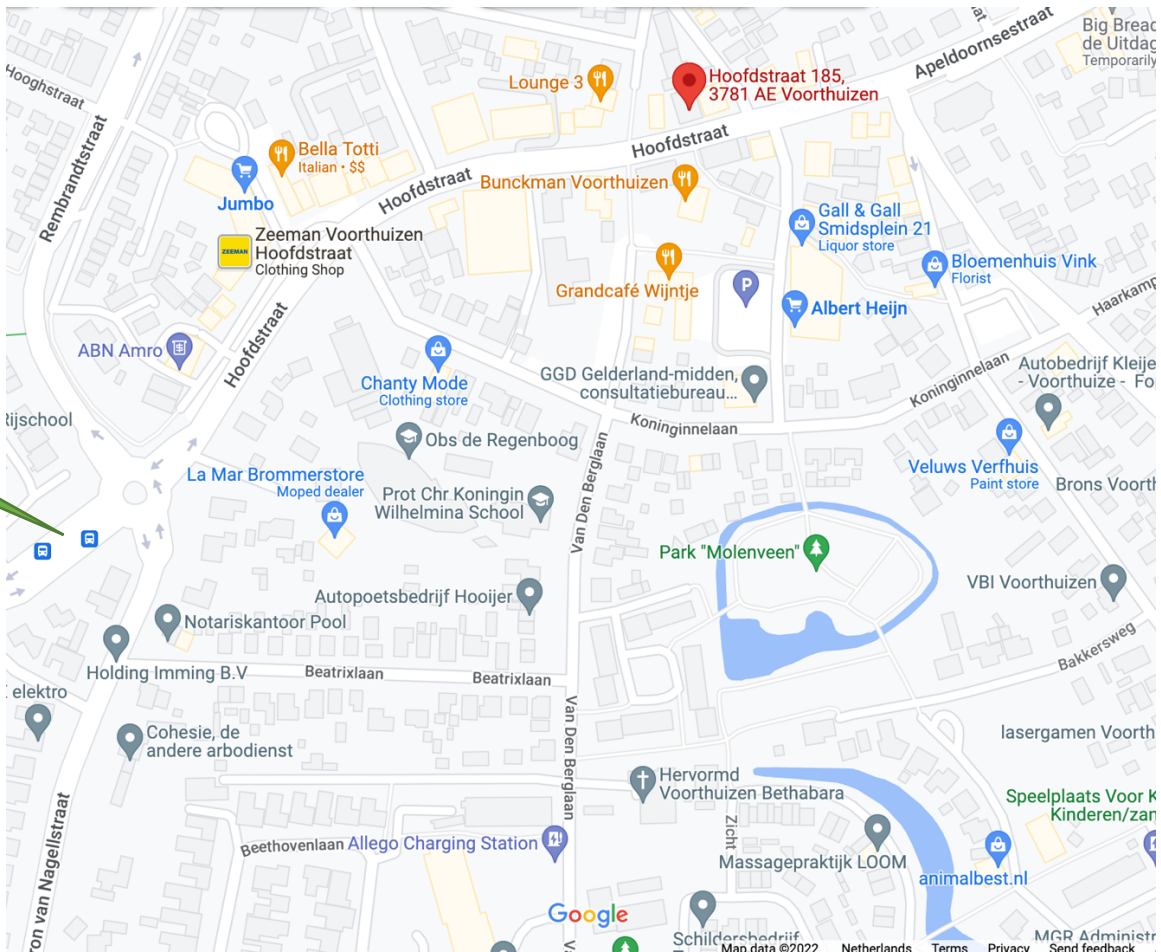 Big Bread
de Uitdag
Temporarily
Apeldoornsestraat
Hooghstraat
Lounge 3
Hoofdstraat 185,
3781 AE Voorthuizen
Rembrandtstraat
Hoofdstraat
Bella Totti
Italian • $$
Jumbo
Hoofdstraat
Bunckman Voorthuizen
Gall & Gall
Smidsplein 21
Liquor store
ZEEMAN
Zeeman Voorthuizen
Hoofdstraat
Clothing Shop
Bloemenhuis Vink
Florist
Grandcafé Wijntje
P
Haarkamp
Albert Heijn
Hoofdstraat
ABN Amro
Chanty Mode
Clothing store
GGD Gelderland-midden,
consultatiebureau...
Koninginnelaan
Autobedrijf Kleije
- Voorthuize - Fo
Rijschool
Koninginnelaan
Obs de Regenboog
Van Den Berglaan
La Mar Brommerstore
Moped dealer
Veluws Verfhuis
Paint store
Brons Voorth
Prot Chr Koningin
Wilhelmina School
Park "Molenveen"
VBI Voorthuizen
Autopoetsbedrijf Hooijer
Notariskantoor Pool
Bakkersweg
Holding Imming B.V
Beatrixlaan
Beatrixlaan
elektro
Van Den Berglaan
Cohesie, de
andere arbodienst
lasergamen Voorth
Hervormd
Voorthuizen Bethabara
Speelplaats Voor K
Kinderen/zan
Zicht
ron van Nagellstraat
Beethovenlaan
Allego Charging Station
Massagepraktijk LOOM
animalbest.nl
Google
Schildersbedrijf
MGR Administr
Map data ©2022 Netherlands Terms Privacy Send feedback